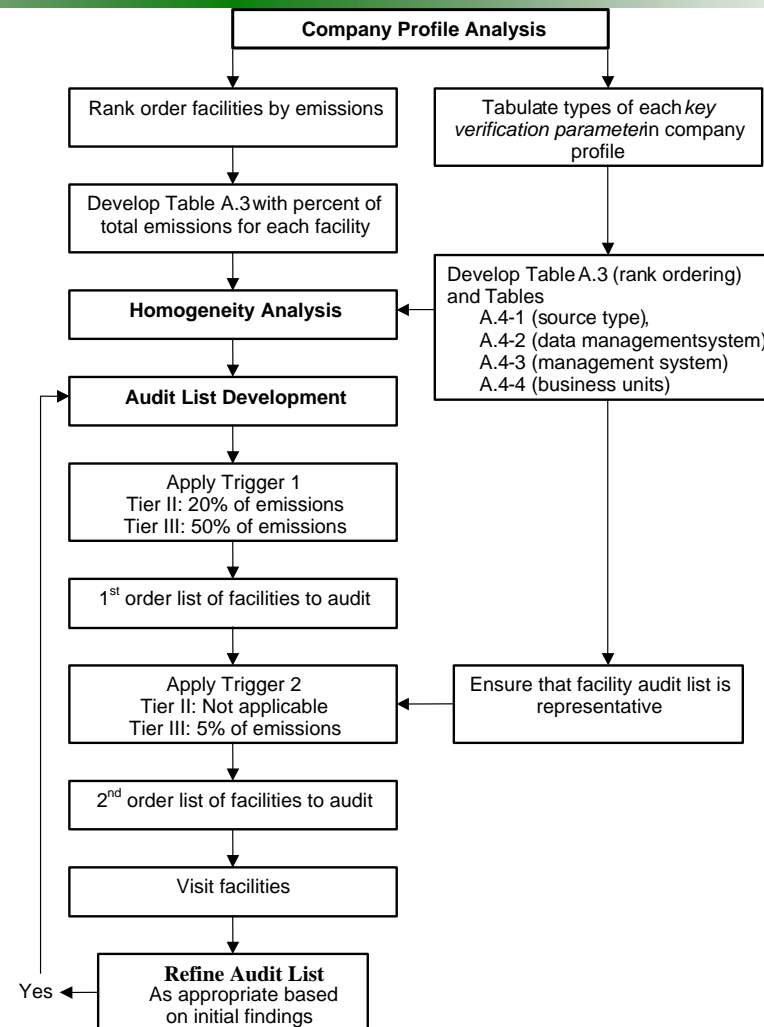 Company Profile Analysis
Rank order facilities by emissions
Tabulate types of each key
verification parameterin company
profile
Develop Table A.3 with percent of
total emissions for each facility
Develop Table A.3 (rank ordering)
and Tables
A.4-1 (source type),
A.4-2 (data managementsystem)
A.4-3 (management system)
A.4-4 (business units)
Homogeneity Analysis
Audit List Development
Apply Trigger 1
Tier II: 20% of emissions
Tier III: 50% of emissions
1st order list of facilities to audit
Apply Trigger 2
Tier II: Not applicable
Tier III: 5% of emissions
Ensure that facility audit list is
representative
2nd order list of facilities to audit
Visit facilities
Refine Audit List
As appropriate based
on initial findings
Yes